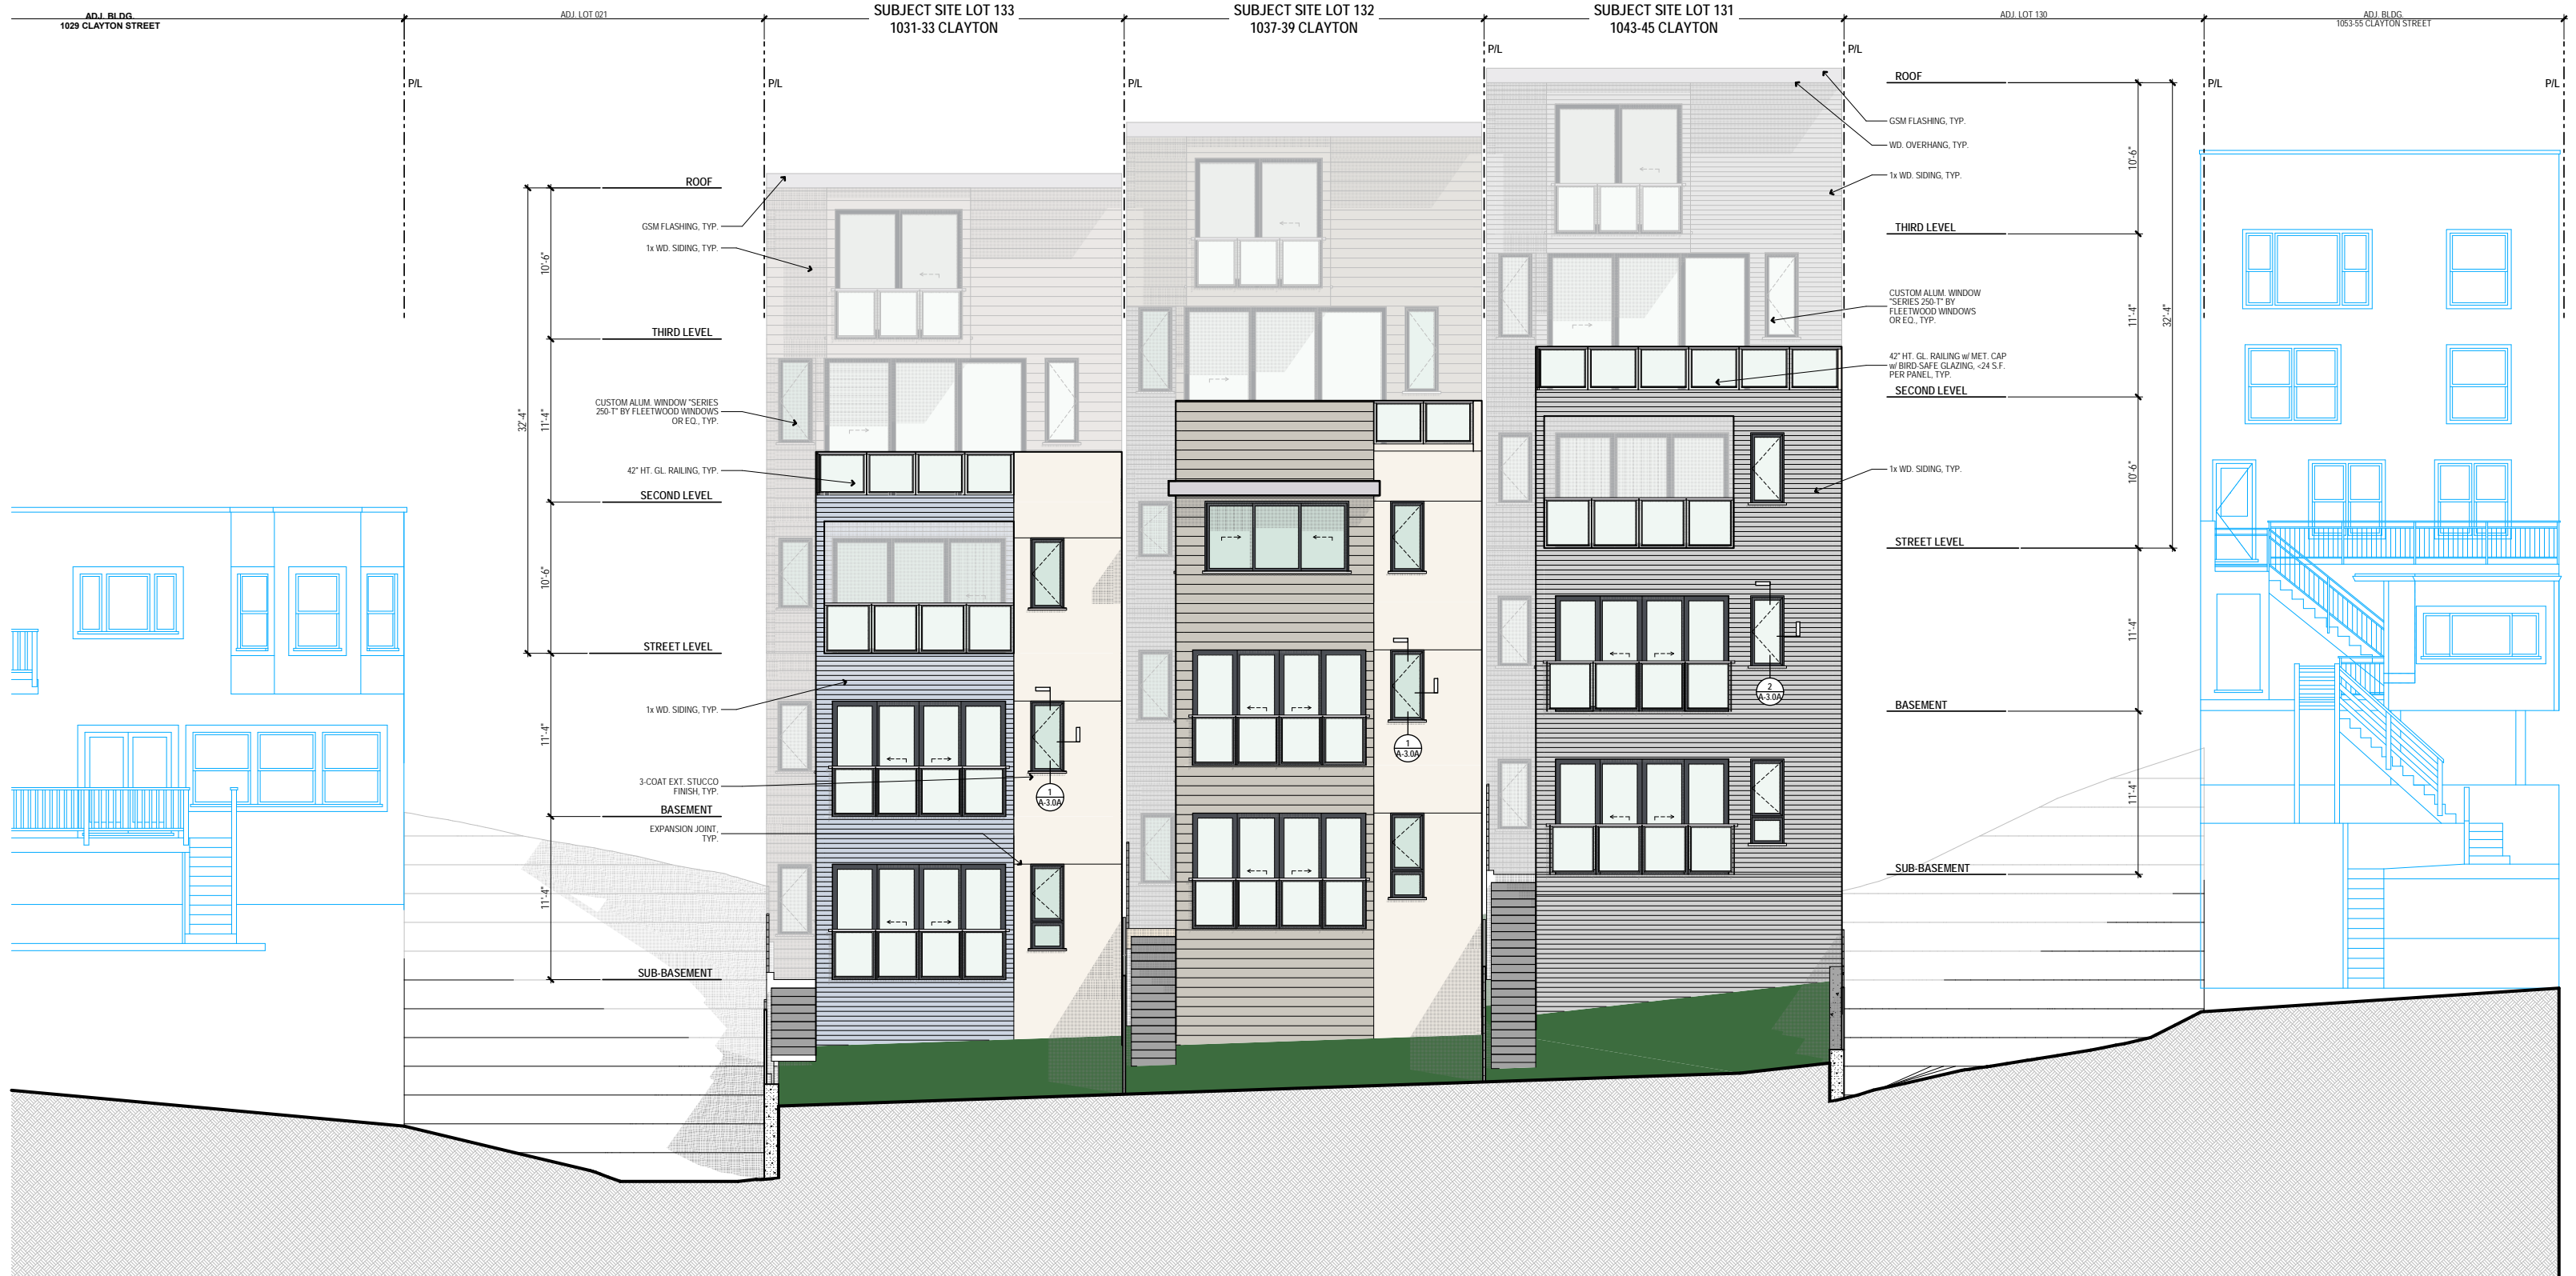 ADJ. BLDG.
1029 CLAYTON STREET
ADJ. LOT 021
SUBJECT SITE LOT 133
1031-33 CLAYTON
SUBJECT SITE LOT 132
1037-39 CLAYTON
SUBJECT SITE LOT 131
1043-45 CLAYTON
ADJ. LOT 130
ADJ. BLDG.
1053-55 CLAYTON STREET
P/L
P/L
P/L
P/L
P/L
P/L
P/L
ROOF
GSM FLASHING, TYP.
1x WD. SIDING, TYP.
THIRD LEVEL
CUSTOM ALUM. WINDOW "SERIES
250-T" BY FLEETWOOD WINDOWS
OR EQ., TYP.
42" HT. GL. RAILING, TYP.
SECOND LEVEL
STREET LEVEL
1x WD. SIDING, TYP.
3-COAT EXT. STUCCO
FINISH, TYP.
BASEMENT
EXPANSION JOINT,
TYP.
SUB-BASEMENT
32'-4"
10'-6"
11'-4"
10'-6"
11'-4"
11'-4"
1
A-3.0A
1
A-3.0A
2
A-3.0A
ROOF
GSM FLASHING, TYP.
WD. OVERHANG, TYP.
1x WD. SIDING, TYP.
THIRD LEVEL
CUSTOM ALUM. WINDOW
"SERIES 250-T" BY
FLEETWOOD WINDOWS
OR EQ., TYP.
42" HT. GL. RAILING w/ MET. CAP
w/ BIRD-SAFE GLAZING, <24 S.F.
PER PANEL, TYP.
SECOND LEVEL
1x WD. SIDING, TYP.
STREET LEVEL
BASEMENT
SUB-BASEMENT
10'-6"
11'-4"
32'-4"
10'-6"
11'-4"
11'-4"